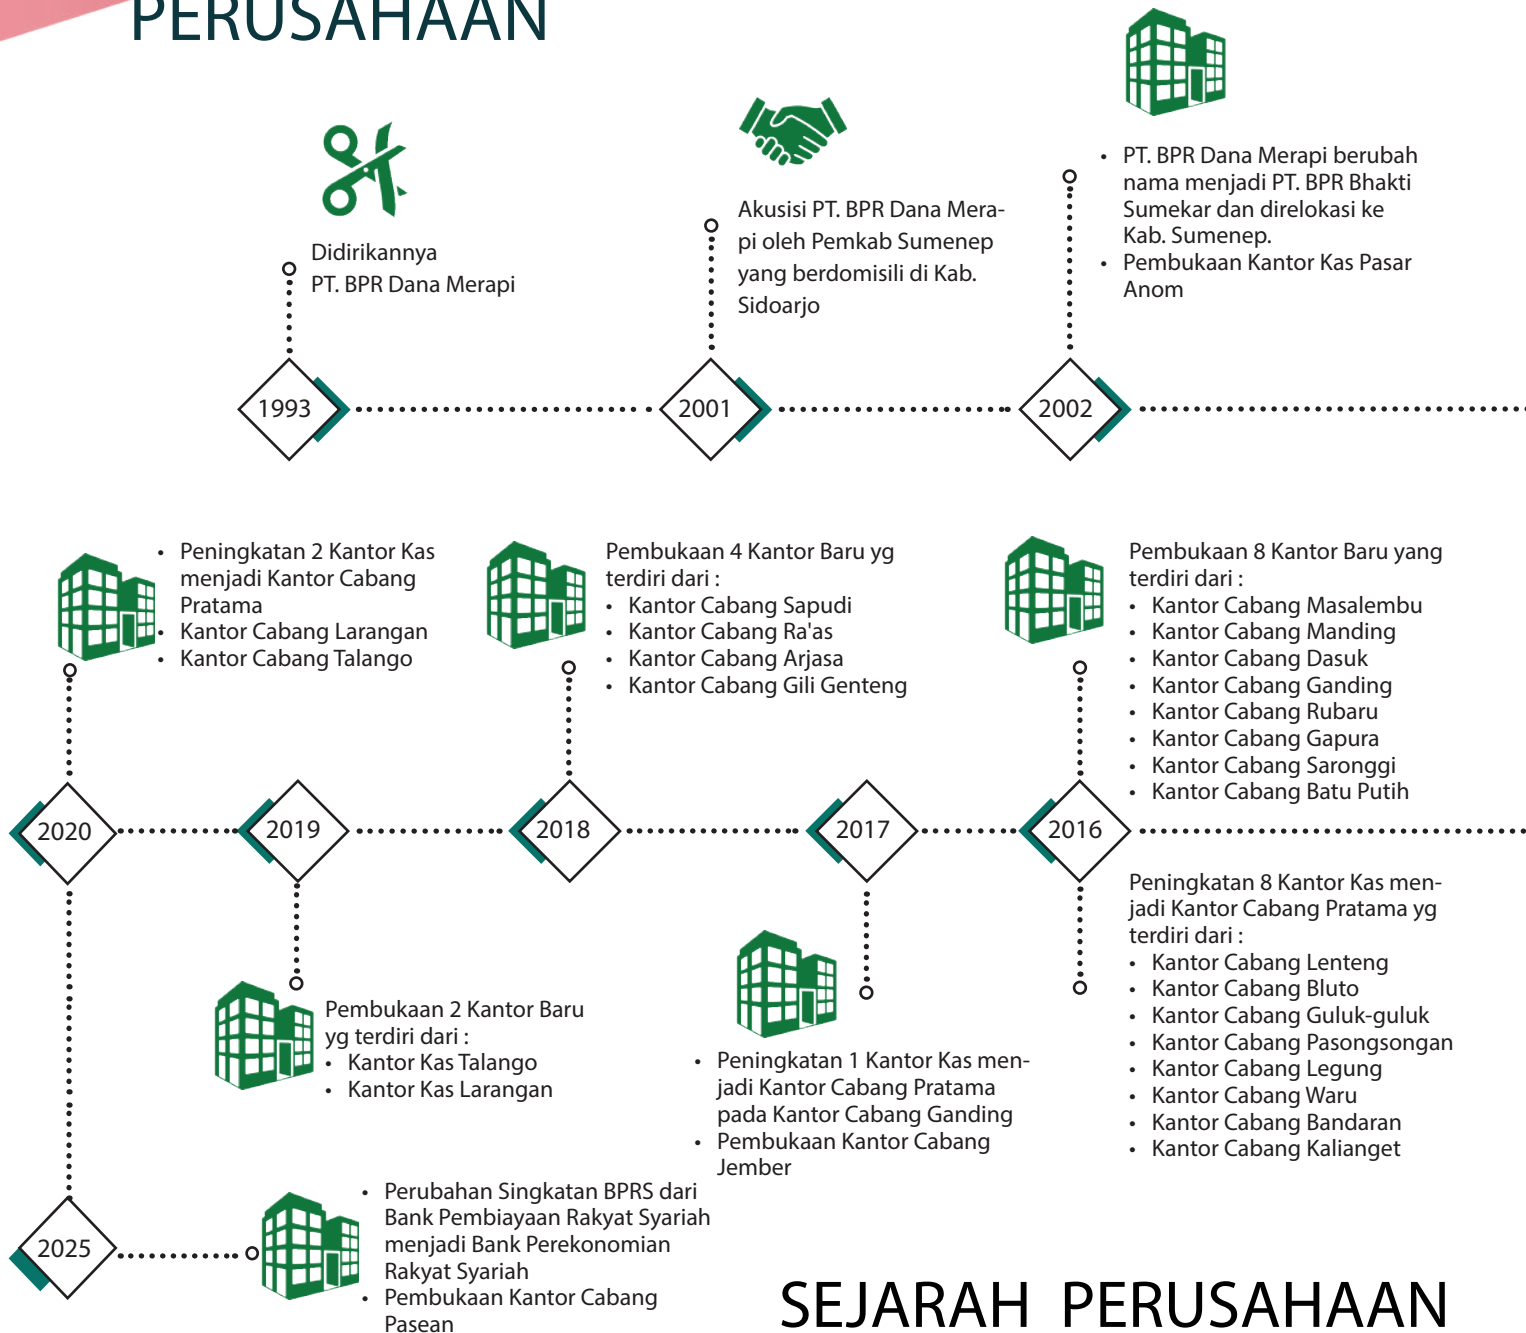 PERUSAHAAN
Didirikannya
PT. BPR Dana Merapi
1993
Akusisi PT. BPR Dana Mera-
pi oleh Pemkab Sumenep
yang berdomisili di Kab.
Sidoarjo
2001
• PT. BPR Dana Merapi berubah
nama menjadi PT. BPR Bhakti
Sumekar dan direlokasi ke
Kab. Sumenep.
• Pembukaan Kantor Kas Pasar
Anom
2002
Pembukaan 8 Kantor Baru yang
terdiri dari :
• Kantor Cabang Masalembu
• Kantor Cabang Manding
• Kantor Cabang Dasuk
• Kantor Cabang Ganding
• Kantor Cabang Rubaru
• Kantor Cabang Gapura
• Kantor Cabang Saronggi
• Kantor Cabang Batu Putih
2016
Peningkatan 8 Kantor Kas men-
jadi Kantor Cabang Pratama yg
terdiri dari :
• Kantor Cabang Lenteng
• Kantor Cabang Bluto
• Kantor Cabang Guluk-guluk
• Kantor Cabang Pasongsongan
• Kantor Cabang Legung
• Kantor Cabang Waru
• Kantor Cabang Bandaran
• Kantor Cabang Kalianget
2017
• Peningkatan 1 Kantor Kas men-
jadi Kantor Cabang Pratama
pada Kantor Cabang Ganding
• Pembukaan Kantor Cabang
Jember
Pembukaan 4 Kantor Baru yg
terdiri dari :
• Kantor Cabang Sapudi
• Kantor Cabang Ra'as
• Kantor Cabang Arjasa
• Kantor Cabang Gili Genteng
2018
2019
Pembukaan 2 Kantor Baru
yg terdiri dari :
• Kantor Kas Talango
• Kantor Kas Larangan
• Peningkatan 2 Kantor Kas
menjadi Kantor Cabang
Pratama
• Kantor Cabang Larangan
• Kantor Cabang Talango
2020
2025
• Perubahan Singkatan BPRS dari
Bank Pembiayaan Rakyat Syariah
menjadi Bank Perekonomian
Rakyat Syariah
• Pembukaan Kantor Cabang
Pasean
SEJARAH PERUSAHAAN